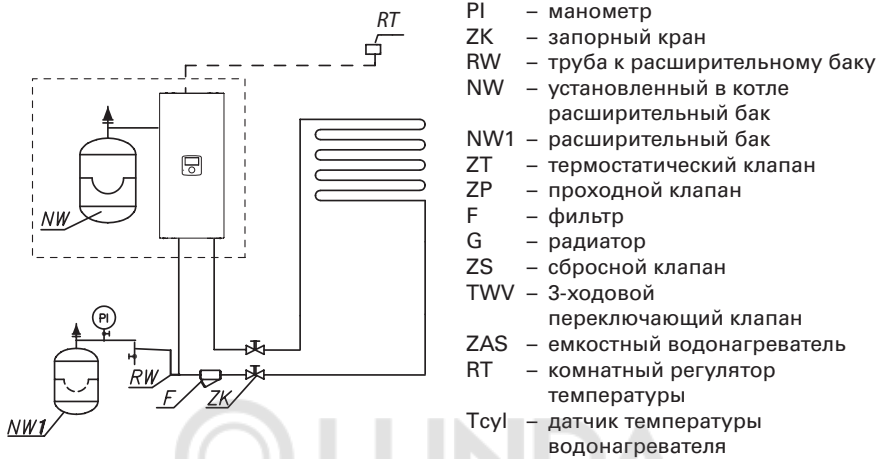 RT
NW
PI
RW
F
ZK
NW1
PI – манометр
ZK – запорный кран
RW – труба к расширительному баку
NW – установленный в котле
расширительный бак
NW1 – расширительный бак
ZT – термостатический клапан
ZP – проходной клапан
F – фильтр
G – радиатор
ZS – сбросной клапан
TWV – 3-ходовой
переключающий клапан
ZAS – емкостный водонагреватель
RT – комнатный регулятор
температуры
Tcyl – датчик температуры
водонагревателя
LUNDA